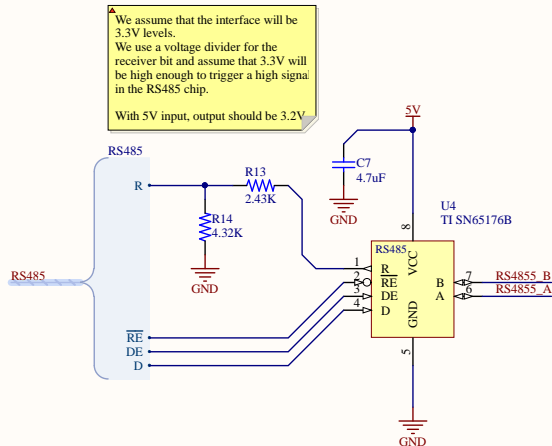 We assume that the interface will be
3.3V levels.
We use a voltage divider for the
receiver bit and assume that 3.3V will
be high enough to trigger a high signal
in the RS485 chip.
With 5V input, output should be 3.2V
5V
RS485
R
R13
2.43K
C7
4.7uF
GND
R14
4.32K
GND
U4
TI SN65176B
8
VCC
RS485
1
R
2
RE
3
DE
4
D
B
7
RS4855_B
A
6
RS4855_A
GND
5
RS485
RE
DE
D
GND